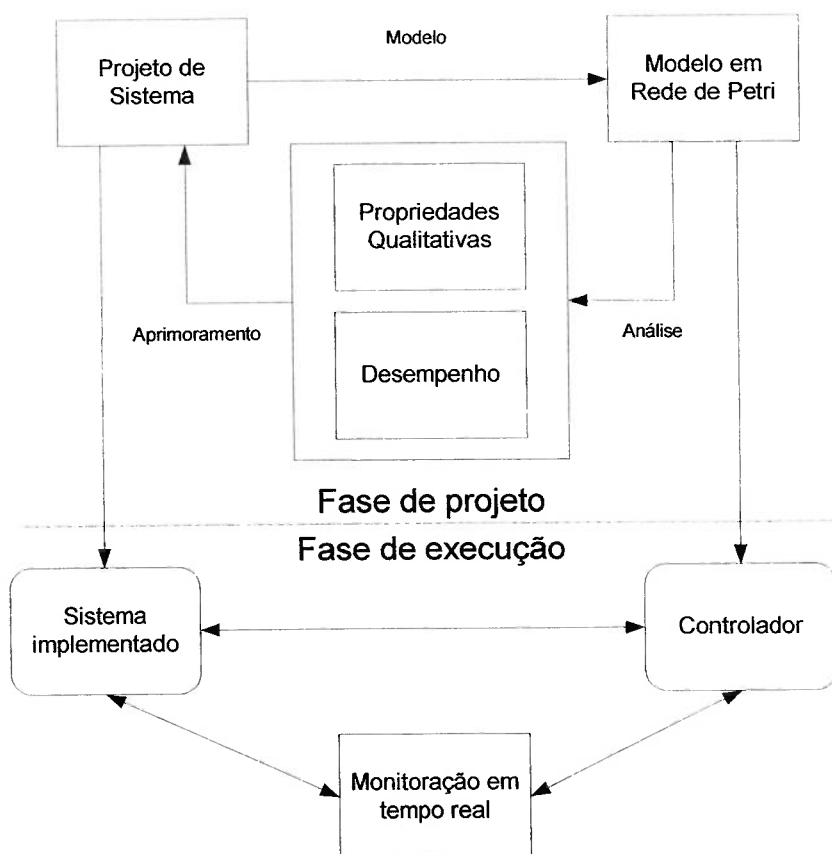 Modelo
Projeto de
Sistema
Modelo em
Rede de Petri
Propriedades
Qualitativas
Aprimoramento
Análise
Desempenho
Fase de projeto
Fase de execução
Sistema
implementado
Controlador
Monitoração em
tempo real